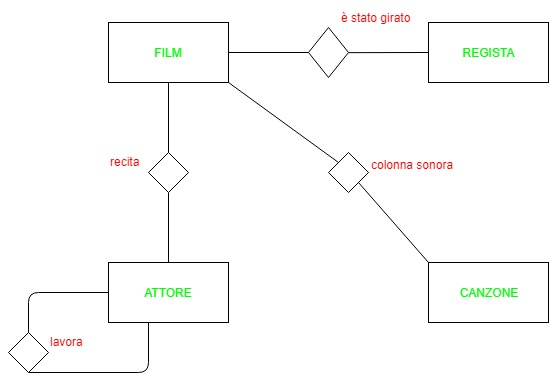 è stato girato
FILM
REGISTA
recita
colonna sonora
ATTORE
CANZONE
lavora